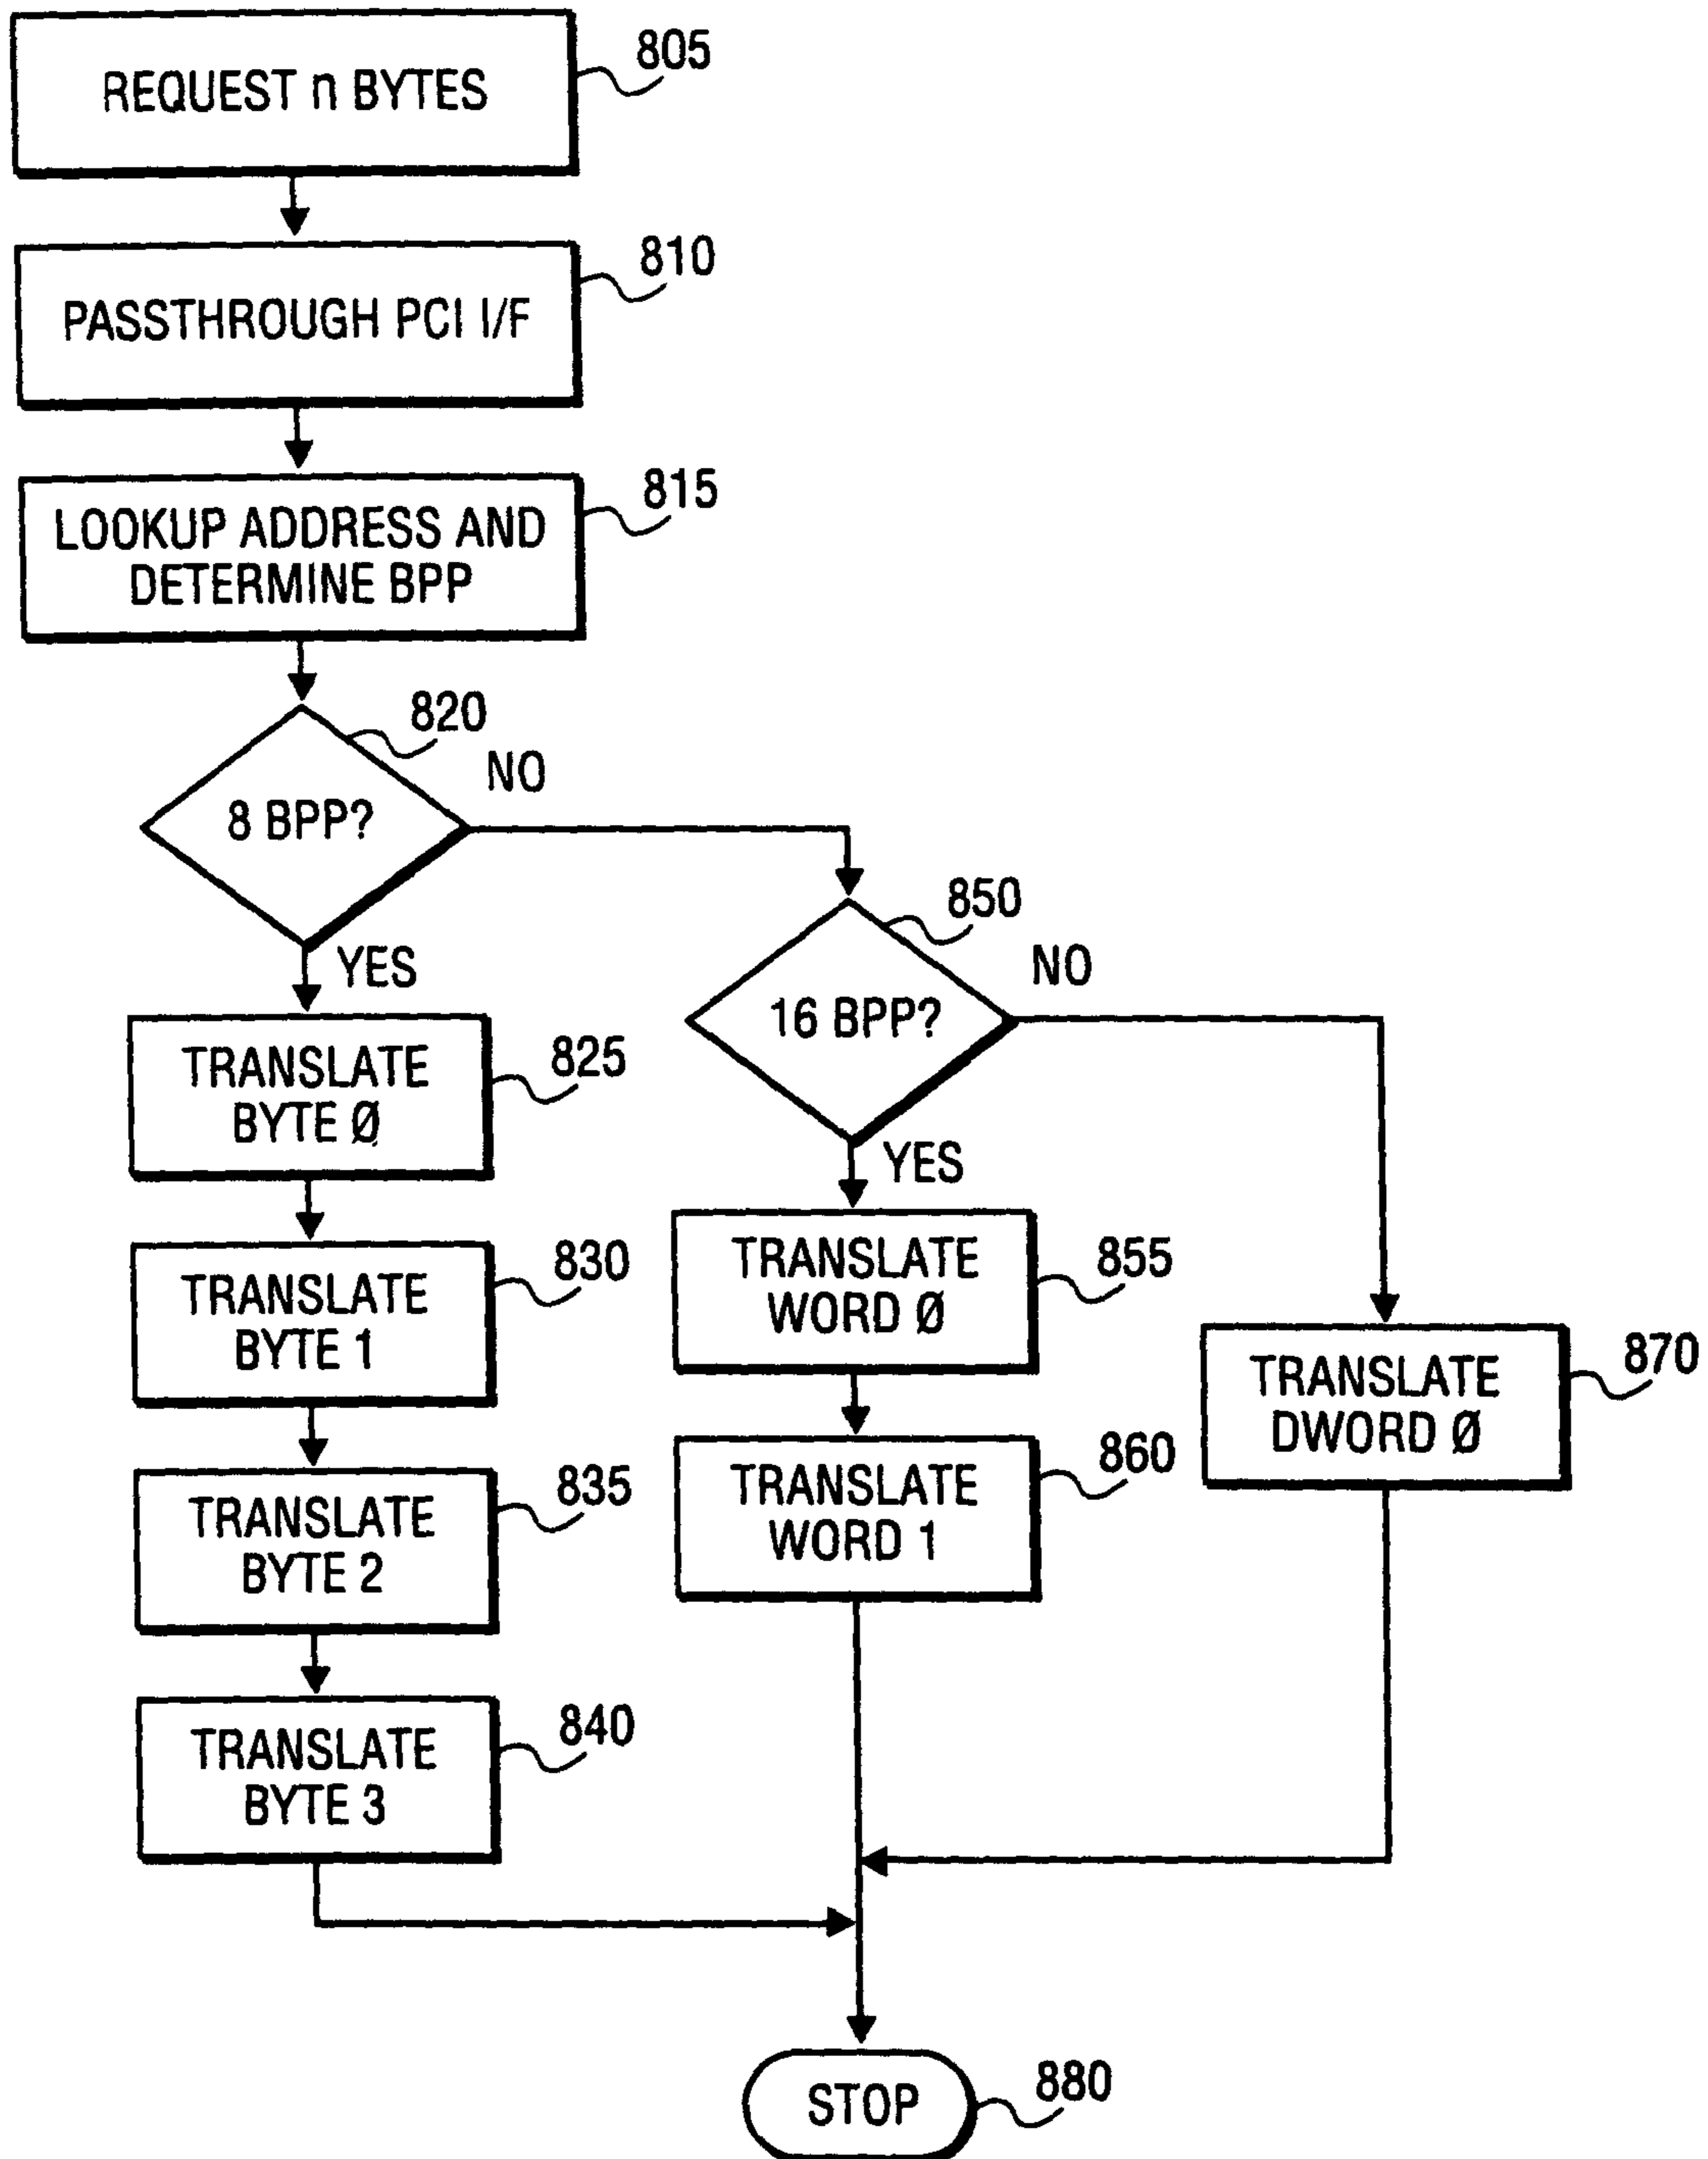 805
REQUEST n BYTES
810
PASSTHROUGH PCI I/F
815
LOOKUP ADDRESS AND
DETERMINE BPP
820
NO
8 BPP?
YES
850
NO
16 BPP?
YES
825
TRANSLATE
BYTE Ø
830
TRANSLATE
BYTE 1
835
TRANSLATE
BYTE 2
840
TRANSLATE
BYTE 3
855
TRANSLATE
WORD Ø
860
TRANSLATE
WORD 1
870
TRANSLATE
DWORD Ø
STOP
880